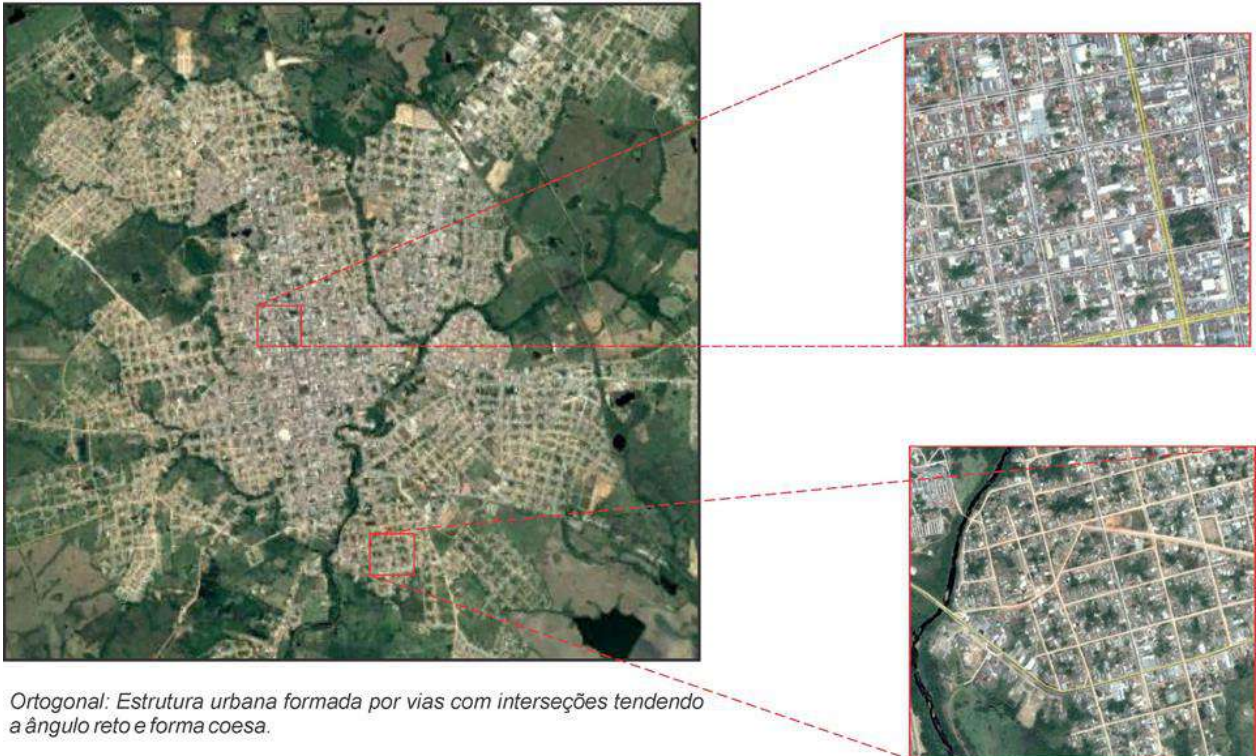 Ortogonal: Estrutura urbana formada por vias com interseções tendendo
a ângulo reto e forma coesa.